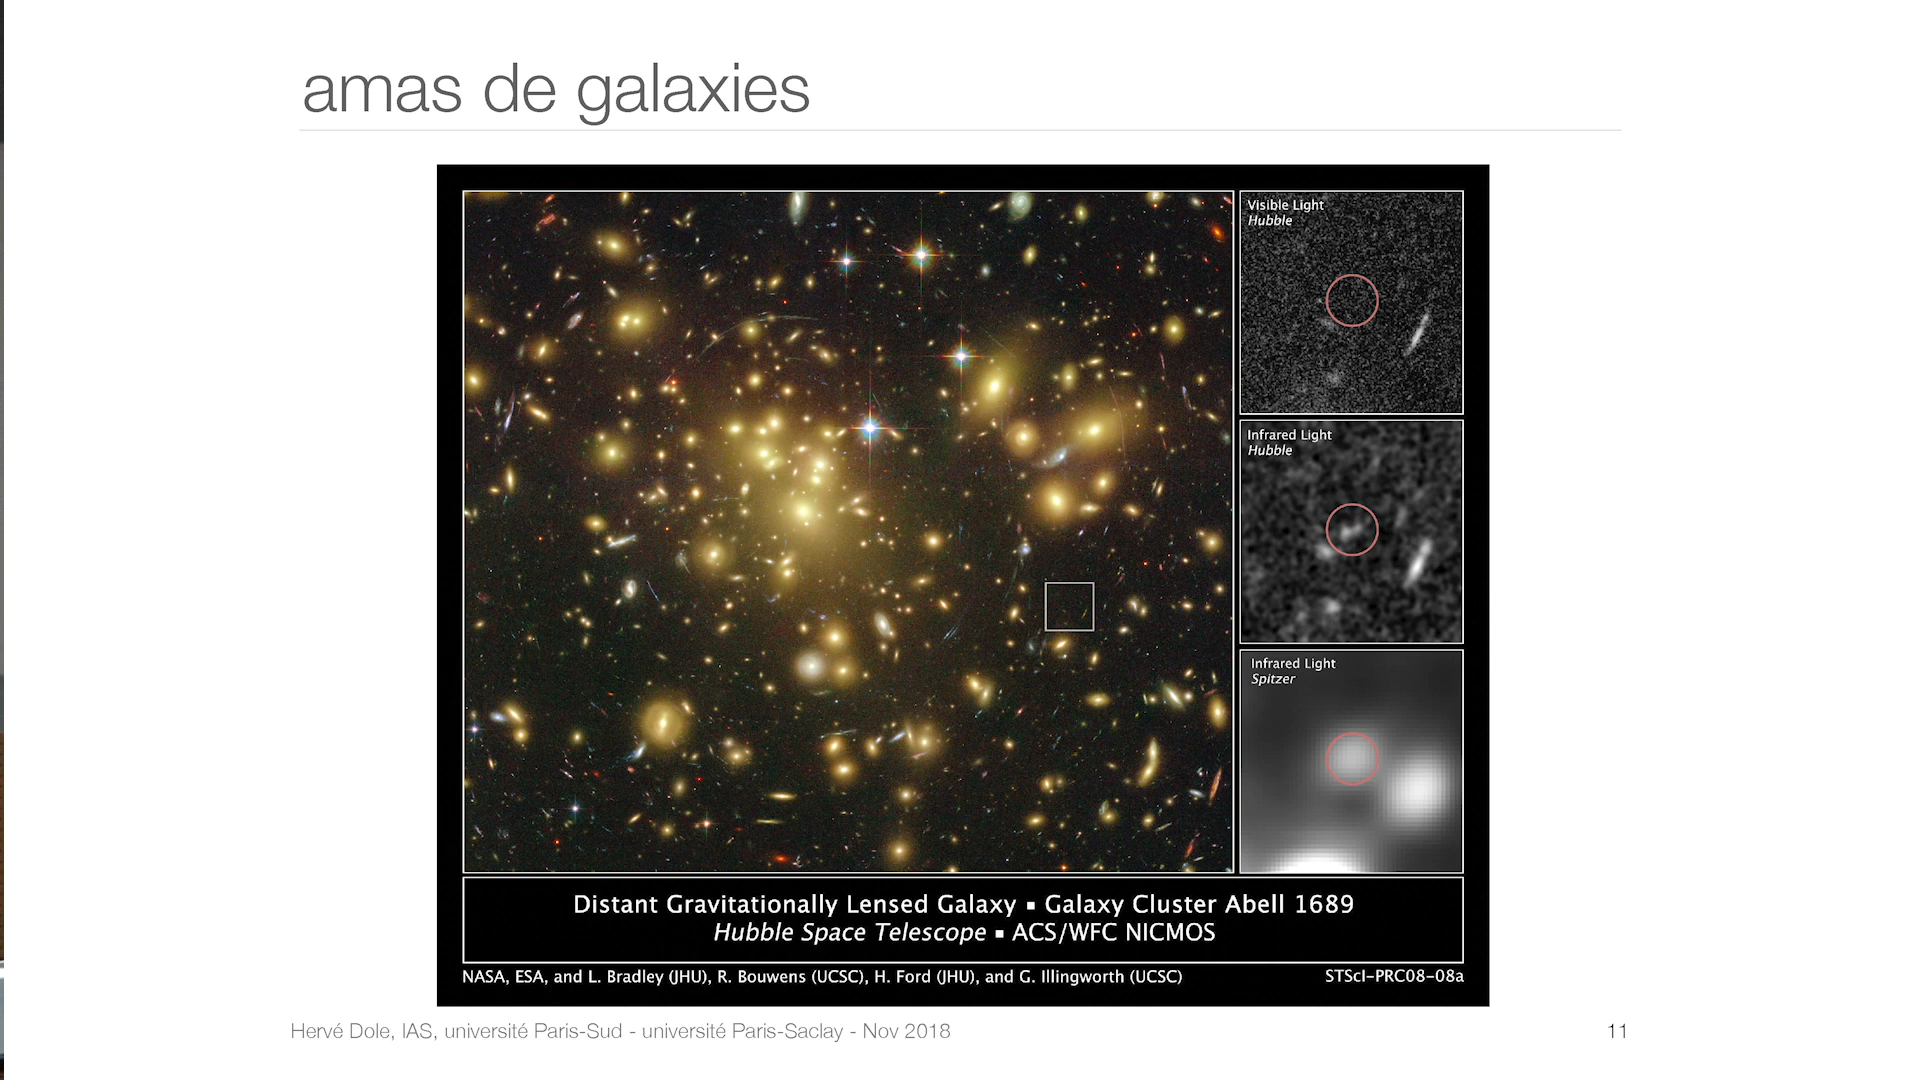 amas de galaxies
Visible Light
Hubble
Infrared Light
Hubble
Infrared Light
Spitzer
Distant Gravitationally Lensed Galaxy ▪ Galaxy Cluster Abell 1689
Hubble Space Telescope ▪ ACS/WFC NICMOS
NASA, ESA, and L. Bradley (JHU), R. Bouwens (UCSC), H. Ford (JHU), and G. Illingworth (UCSC)
STScI-PRC08-08a
Hervé Dole, IAS, université Paris-Sud - université Paris-Saclay - Nov 2018
11